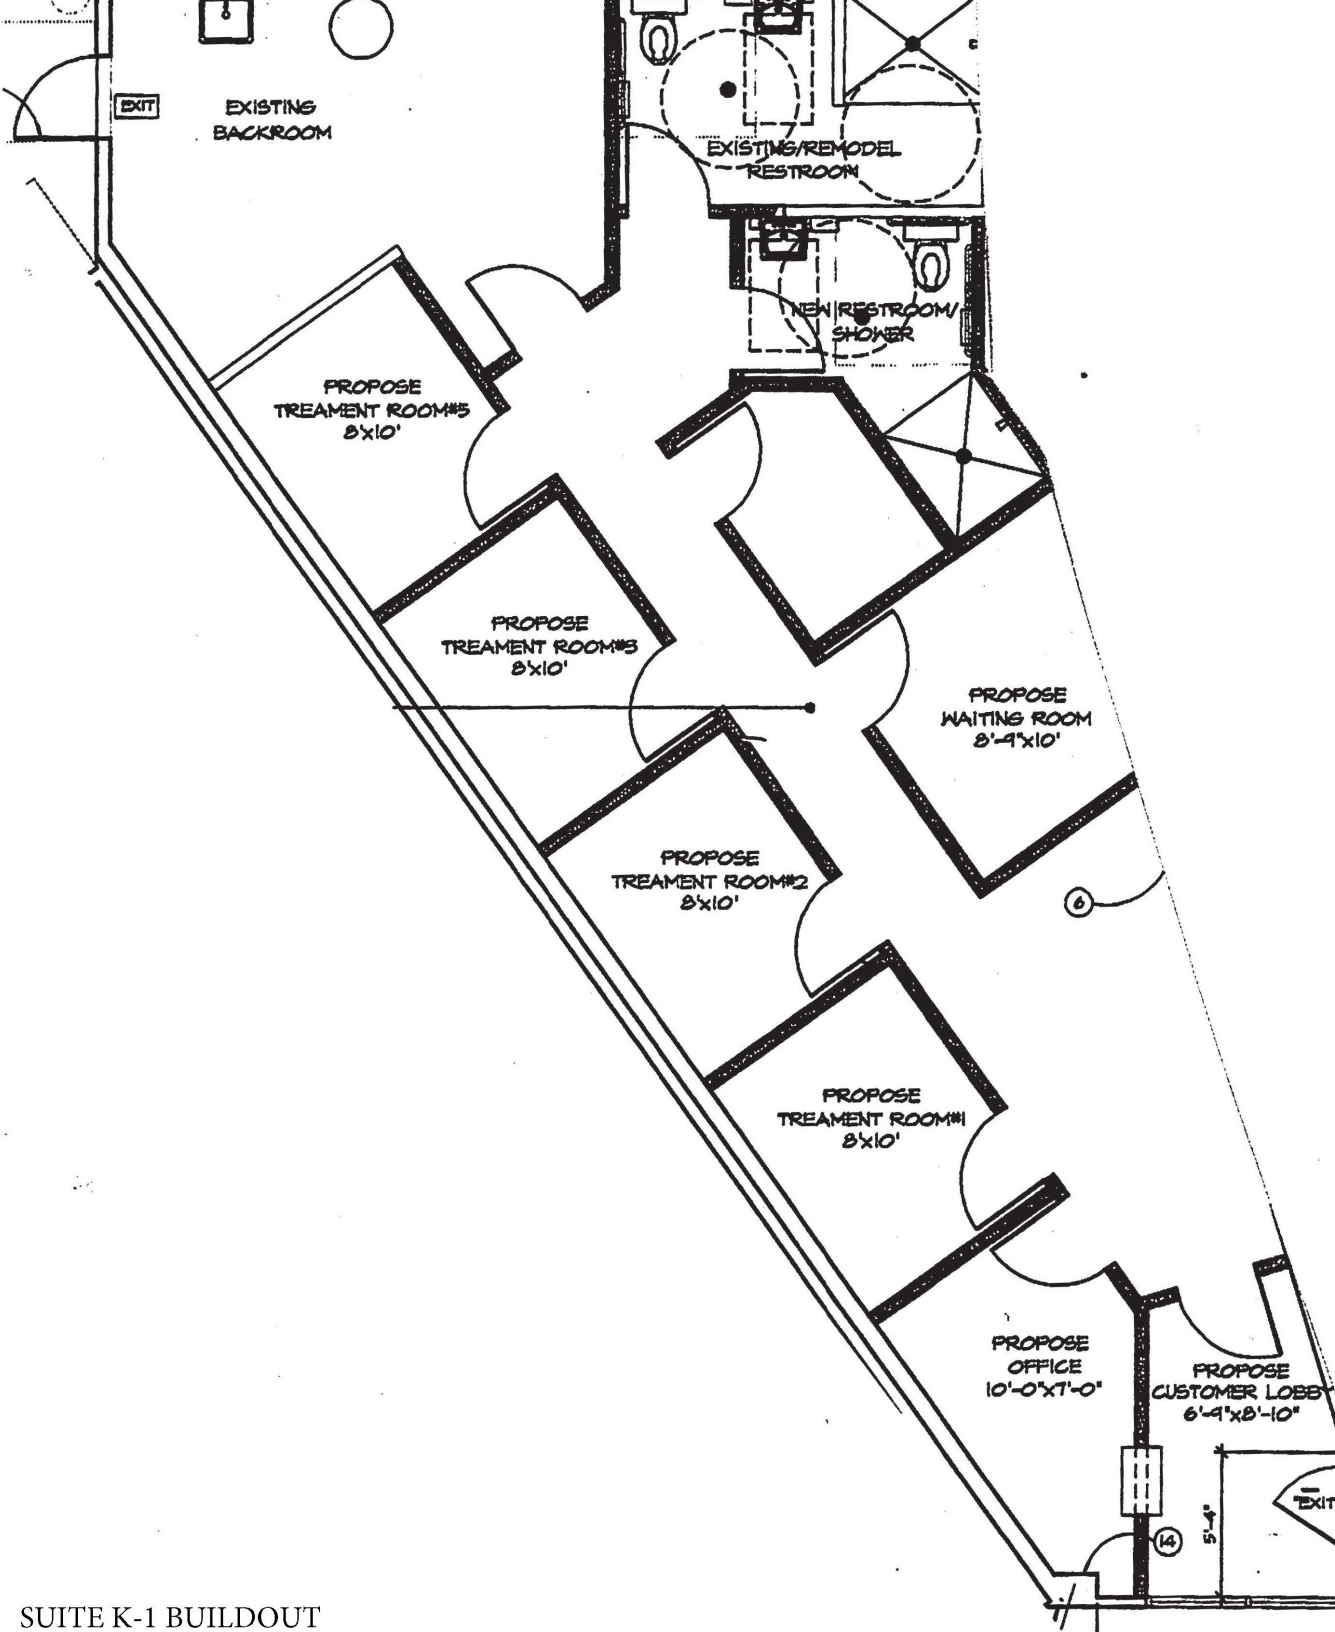 EXIT
EXISTING
BACKROOM
EXISTING/REMODEL
RESTROOM
NEW RESTROOM/
SHOWER
PROPOSE
TREAMENT ROOM#5
8'x10'
PROPOSE
TREAMENT ROOM#3
8'x10'
PROPOSE
WAITING ROOM
8'-9"x10'
PROPOSE
TREAMENT ROOM#2
8'x10'
6
PROPOSE
TREAMENT ROOM#1
8'x10'
PROPOSE
OFFICE
10'-0"x7'-0"
PROPOSE
CUSTOMER LOBBY
6'-9"x8'-10"
"EXIT
5'-4"
14
SUITE K-1 BUILDOUT